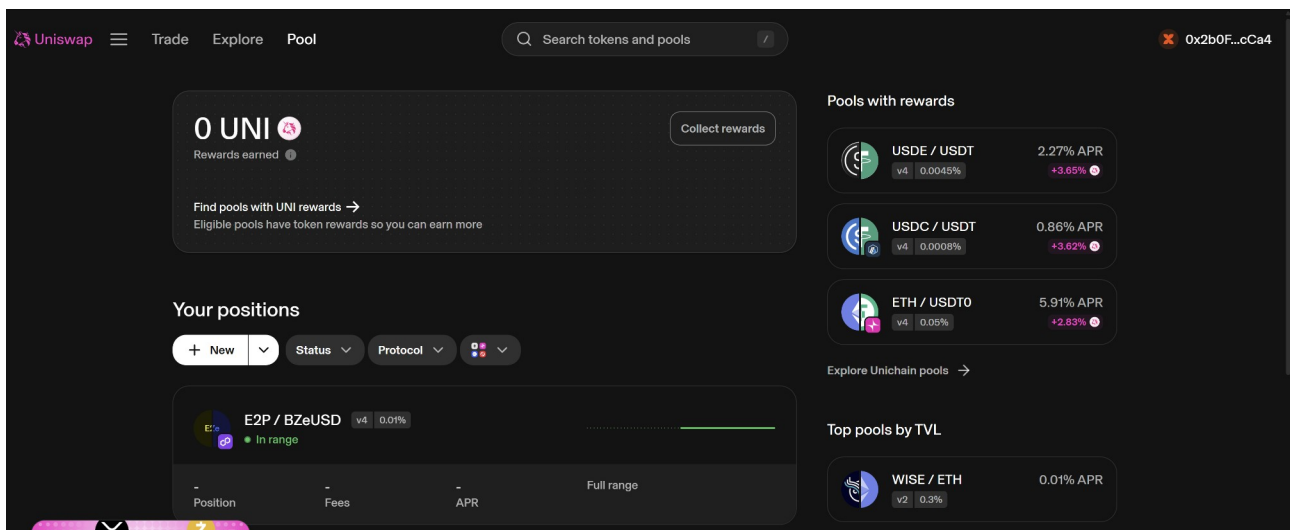 Uniswap Trade Explore Pool Search tokens and pools / 0x2b0F...cCa4
0 UNI
Collect rewards
Rewards earned
Find pools with UNI rewards →
Eligible pools have token rewards so you can earn more
Your positions
+ New Status Protocol
E2P / BZeUSD v4 0.01%
In range
- - - Full range
Position Fees APR
Pools with rewards
USDE / USDT 2.27% APR
v4 0.0045% +3.65%
USDC / USDT 0.86% APR
v4 0.0008% +3.62%
ETH / USDT0 5.91% APR
v4 0.05% +2.83%
Explore Unichain pools →
Top pools by TVL
WISE / ETH 0.01% APR
v2 0.3%